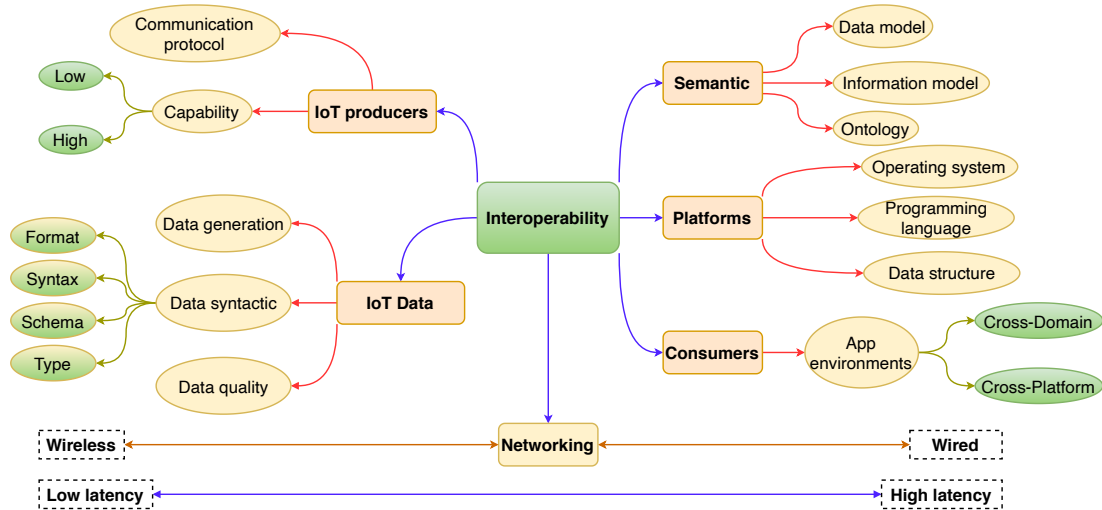 Communication
protocol
Low
Capability
High
IoT producers
Data generation
Format
Syntax
Data syntactic
Schema
Type
Data quality
IoT Data
Interoperability
Semantic
Data model
Information model
Ontology
Platforms
Operating system
Programming
language
Data structure
Consumers
App
environments
Cross-Domain
Cross-Platform
Wireless
Networking
Wired
Low latency
High latency